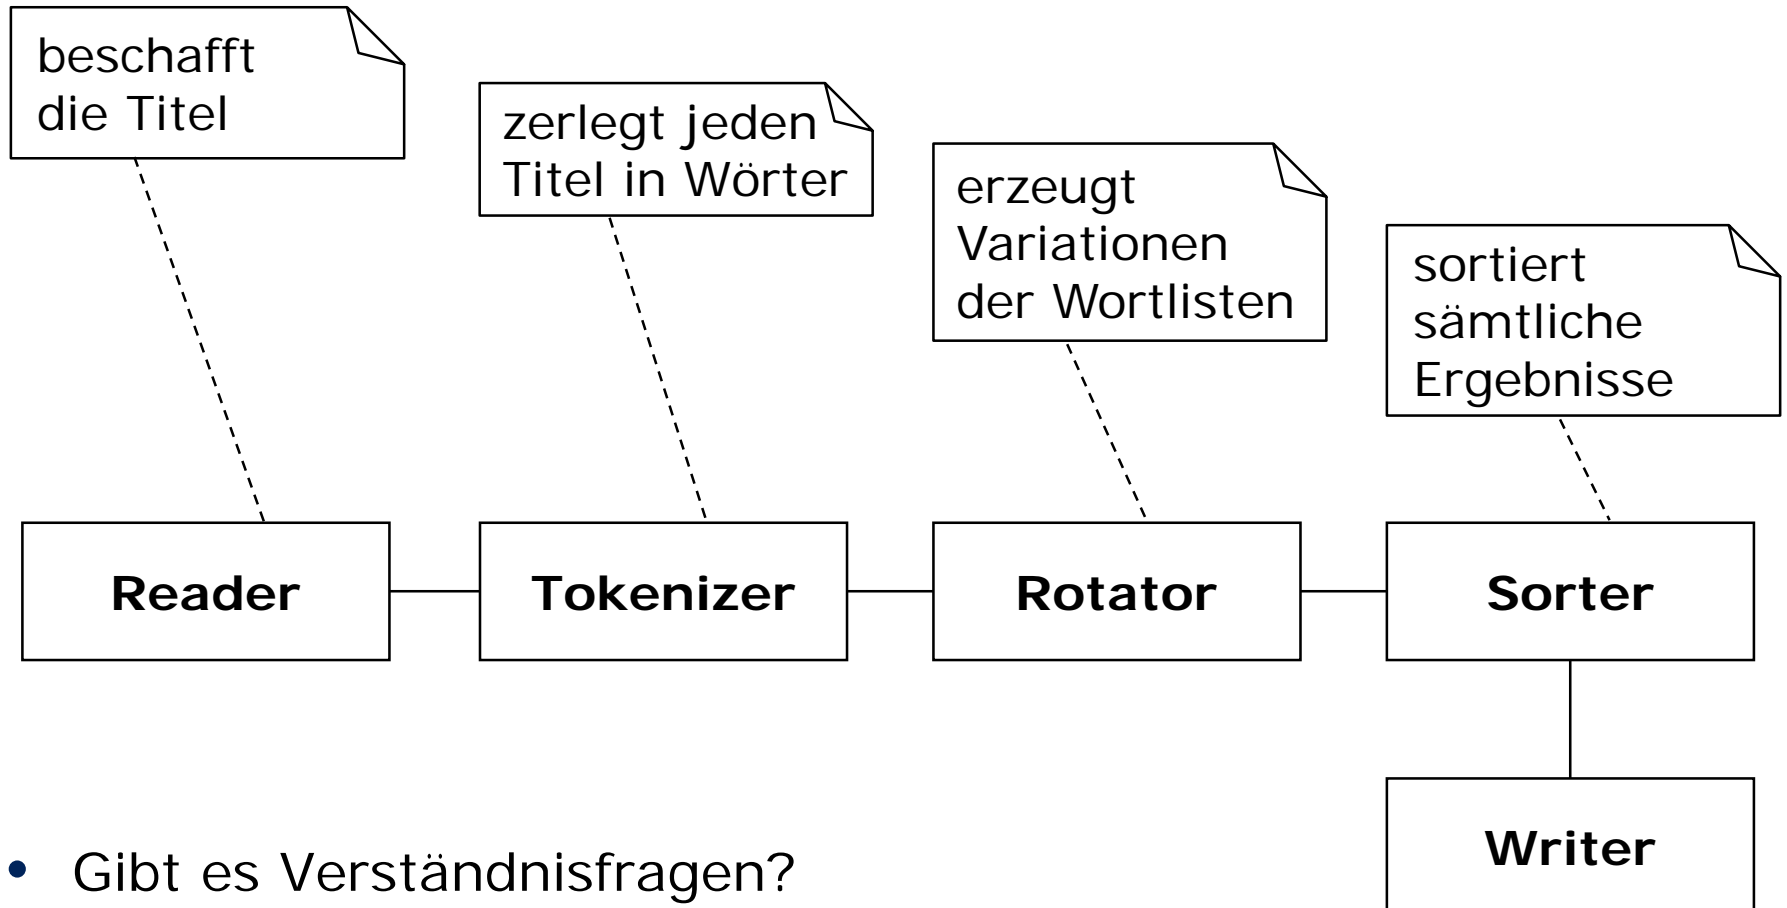 beschafft
die Titel
zerlegt jeden
Titel in Wörter
erzeugt
Variationen
der Wortlisten
sortiert
sämtliche
Ergebnisse
Reader
Tokenizer
Rotator
Sorter
Writer
• Gibt es Verständnisfragen?